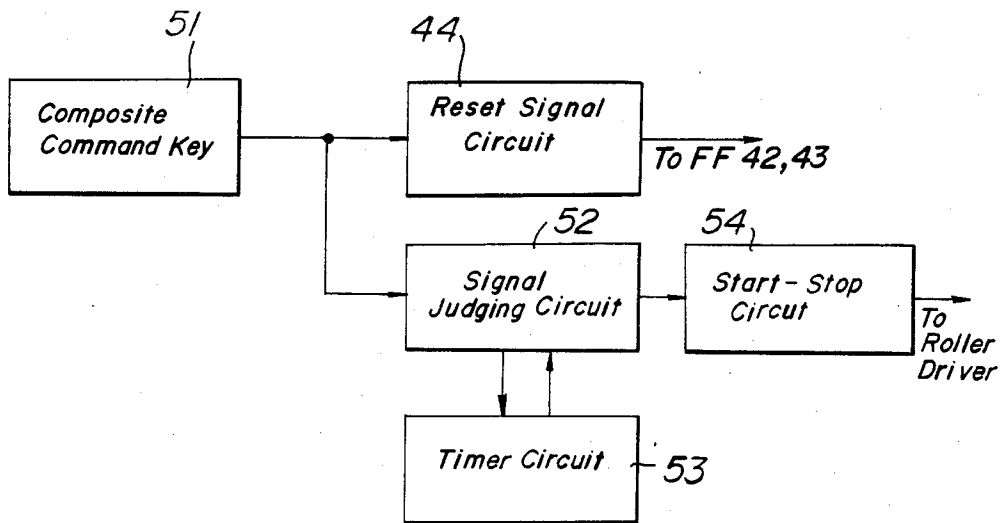 51
44
Composite
Command Key
Reset Signal
Circuit
To FF 42,43
52
54
Signal
Judging Circuit
Start-Stop
Circut
To
Roller
Driver
Timer Circuit
53